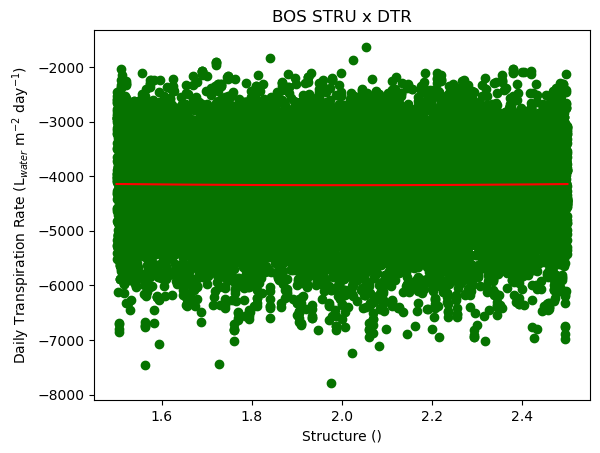 BOS STRU x DTR
Daily Transpiration Rate (L_water m^−2 day^−1)
−2000
−3000
−4000
−5000
−6000
−7000
−8000
1.6 1.8 2.0 2.2 2.4
Structure ()